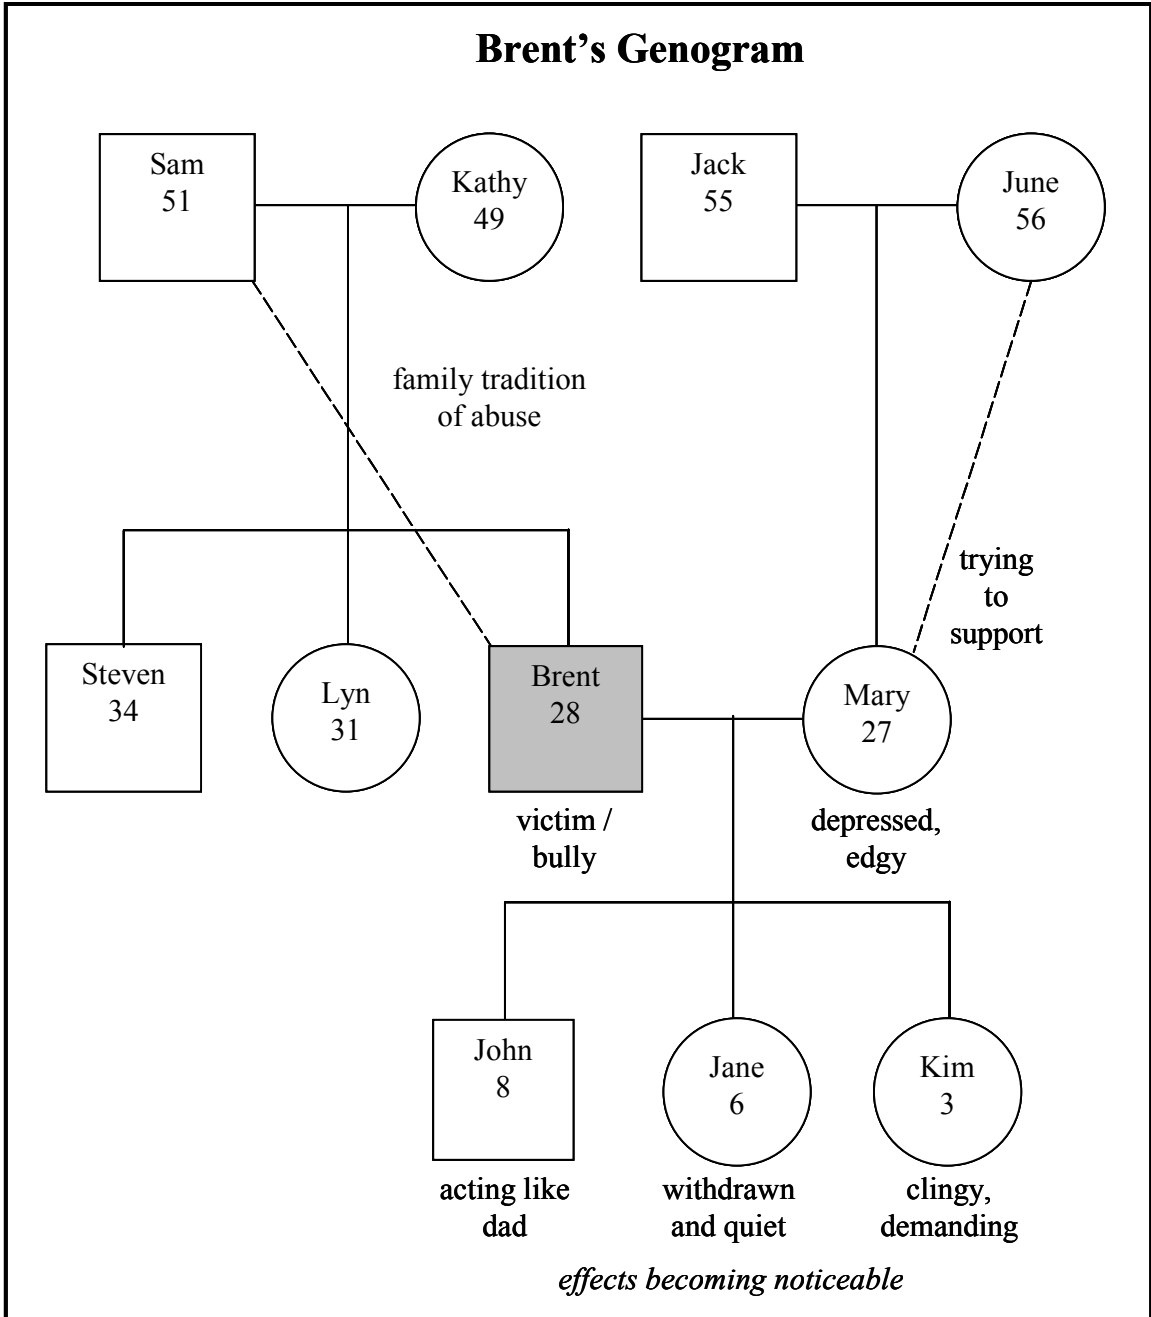 Brent's Genogram
Sam
51
Kathy
49
Jack
55
June
56
family tradition
of abuse
trying
to
support
Steven
34
Lyn
31
Brent
28
Mary
27
victim /
bully
depressed,
edgy
John
8
Jane
6
Kim
3
acting like
dad
withdrawn
and quiet
clingy,
demanding
effects becoming noticeable